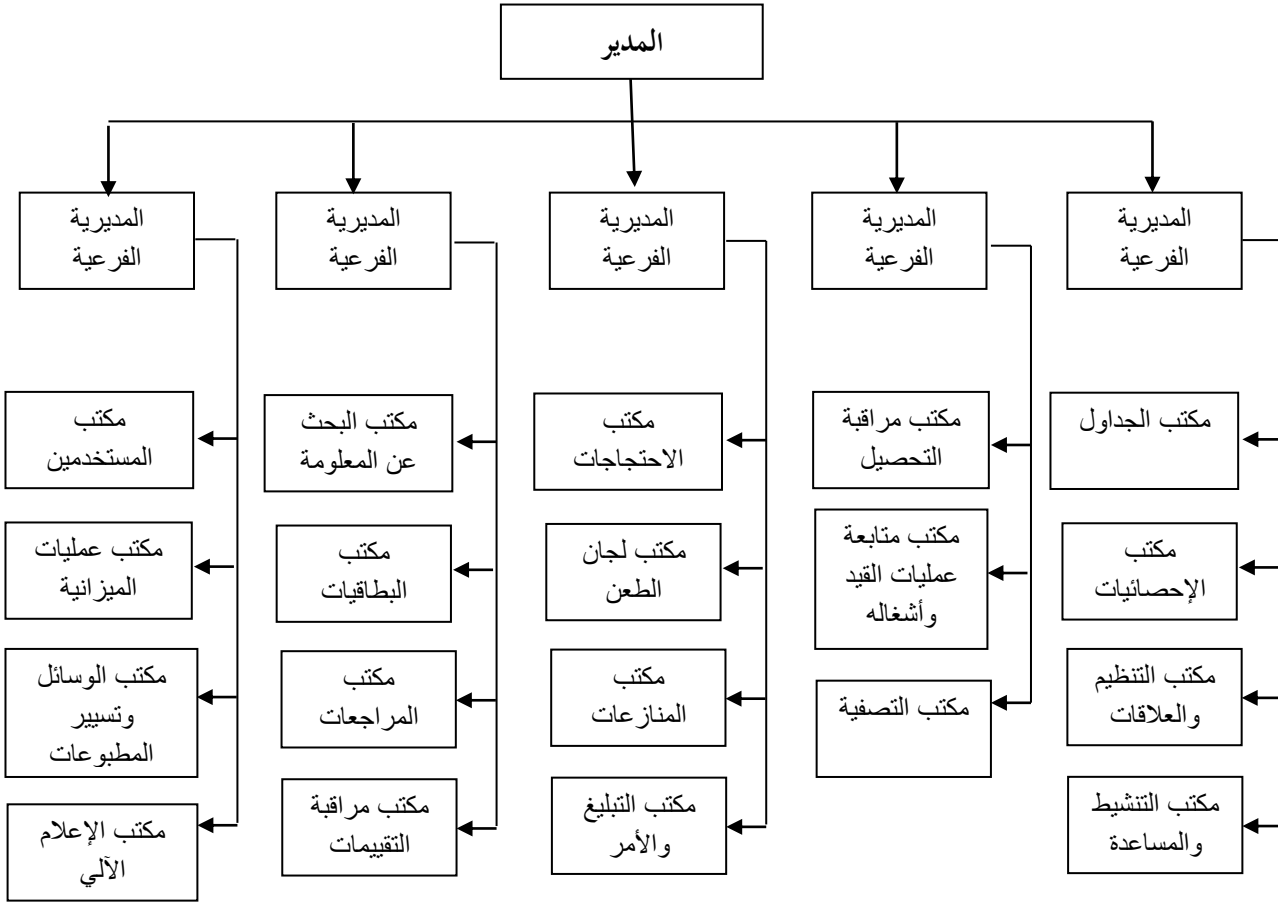 المدير
المديرية
الفرعية
المديرية
الفرعية
المديرية
الفرعية
المديرية
الفرعية
المديرية
الفرعية
مكتب الجداول
مكتب
الإحصائيات
مكتب التنظيم
والعلاقات
مكتب التنشيط
والمساعدة
مكتب مراقبة
التحصيل
مكتب متابعة
عمليات القيد
وأشغاله
مكتب التصفية
مكتب
الاحتجاجات
مكتب لجان
الطعن
مكتب
المنازعات
مكتب التبليغ
والأمر
مكتب البحث
عن المعلومة
مكتب
البطاقيات
مكتب
المراجعات
مكتب مراقبة
التقييمات
مكتب
المستخدمين
مكتب عمليات
الميزانية
مكتب الوسائل
وتسيير
المطبوعات
مكتب الإعلام
الآلي